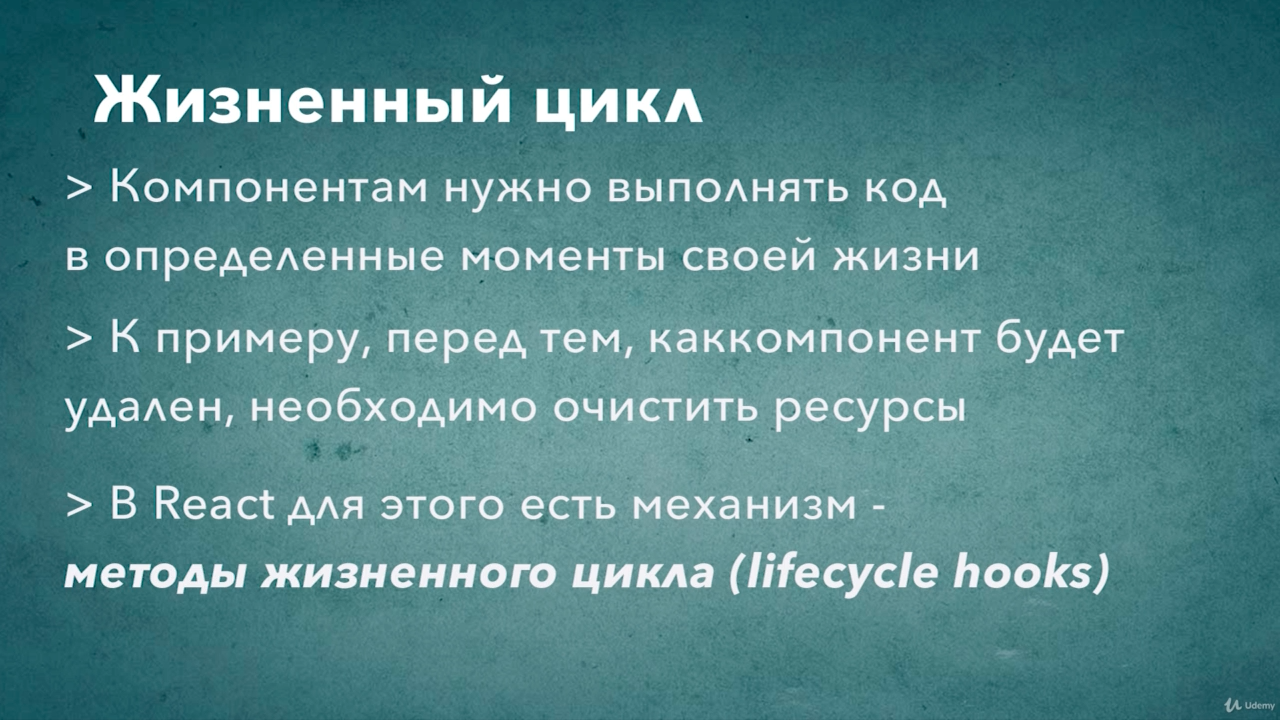 Жизненный цикл
> Компонентам нужно выполнять код
в определенные моменты своей жизни
> К примеру, перед тем, каккомпонент будет
удален, необходимо очистить ресурсы
> В React для этого есть механизм -
методы жизненного цикла (lifecycle hooks)
Udemy